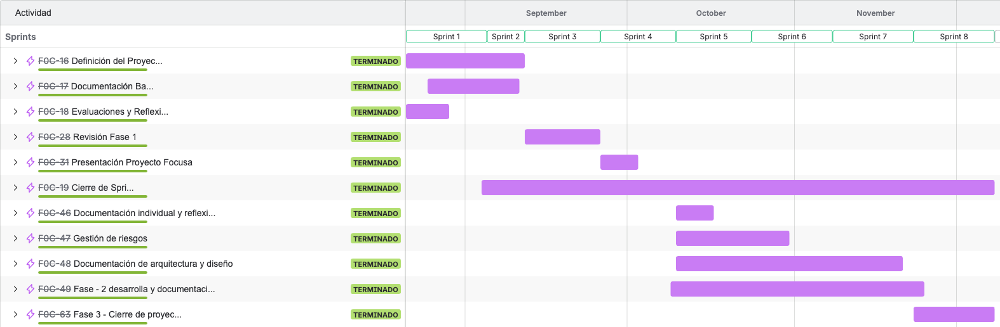 Actividad September October November
Sprints Sprint 1 Sprint 2 Sprint 3 Sprint 4 Sprint 5 Sprint 6 Sprint 7 Sprint 8
FOC-16 Definición del Proyec... TERMINADO
FOC-17 Documentación Ba... TERMINADO
FOC-18 Evaluaciones y Reflexi... TERMINADO
FOC-28 Revisión Fase 1 TERMINADO
FOC-31 Presentación Proyecto Focusa TERMINADO
FOC-19 Cierre de Spri... TERMINADO
FOC-46 Documentación individual y reflexi... TERMINADO
FOC-47 Gestión de riesgos TERMINADO
FOC-48 Documentación de arquitectura y diseño TERMINADO
FOC-49 Fase - 2 desarrolla y documentaci... TERMINADO
FOC-63 Fase 3 - Cierre de proyec... TERMINADO